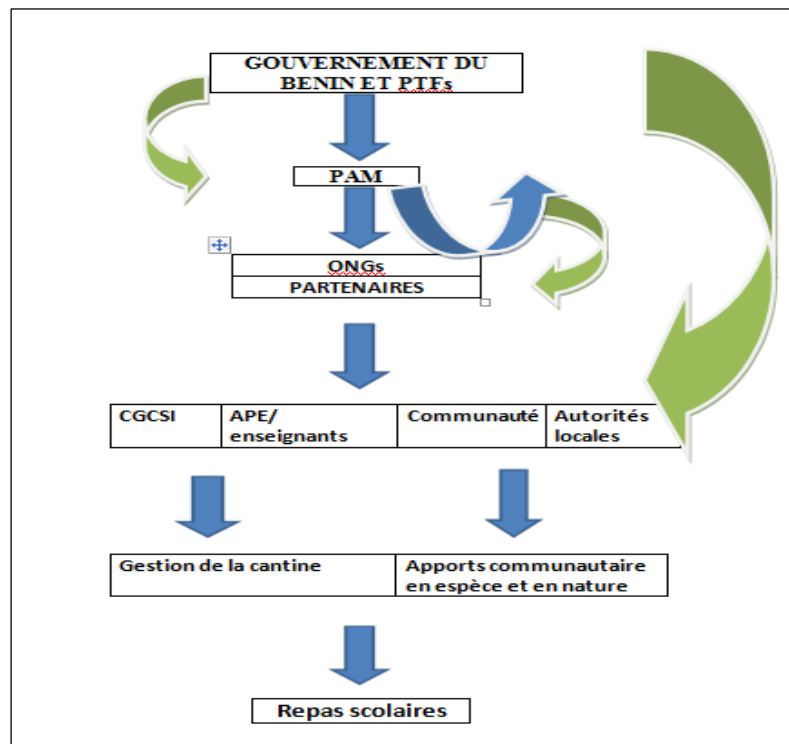 GOUVERNEMENT DU
BENIN ET PTFs
PAM
ONGs
PARTENAIRES
CGCSI
APE/
enseignants
Communauté
Autorités
locales
Gestion de la cantine
Apports communautaire
en espèce et en nature
Repas scolaires